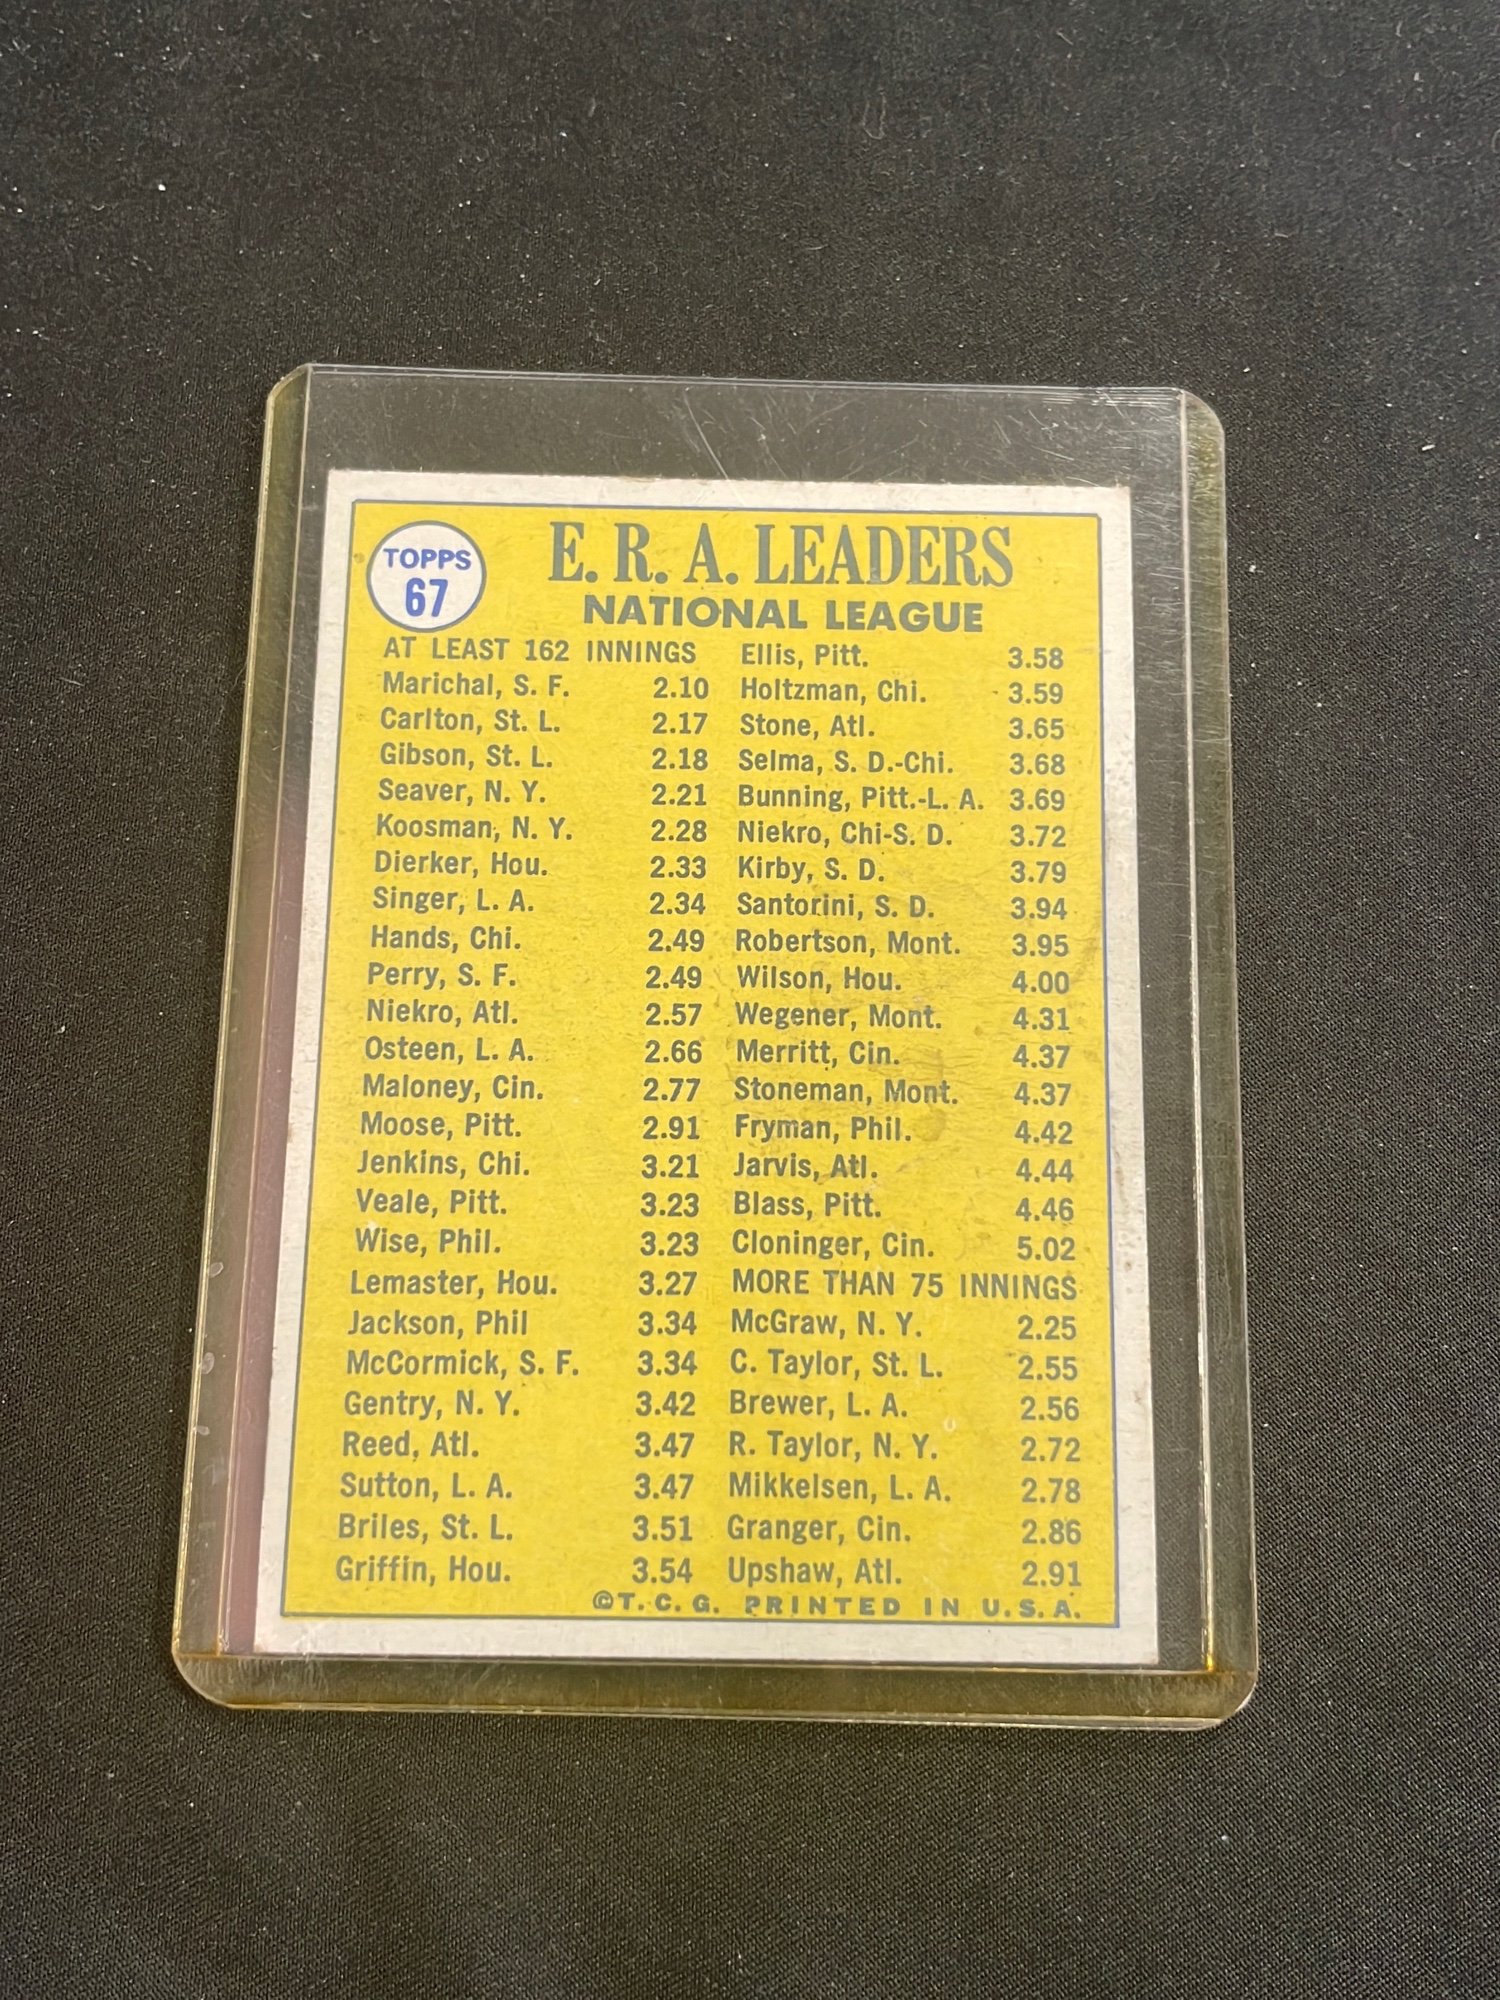 TOPPS
67
E. R. A. LEADERS
NATIONAL LEAGUE
AT LEAST 162 INNINGS
Marichal, S. F. 2.10
Carlton, St. L. 2.17
Gibson, St. L. 2.18
Seaver, N. Y. 2.21
Koosman, N. Y. 2.28
Dierker, Hou. 2.33
Singer, L. A. 2.34
Hands, Chi. 2.49
Perry, S. F. 2.49
Niekro, Atl. 2.57
Osteen, L. A. 2.66
Maloney, Cin. 2.77
Moose, Pitt. 2.91
Jenkins, Chi. 3.21
Veale, Pitt. 3.23
Wise, Phil. 3.23
Lemaster, Hou. 3.27
Jackson, Phil 3.34
McCormick, S. F. 3.34
Gentry, N. Y. 3.42
Reed, Atl. 3.47
Sutton, L. A. 3.47
Briles, St. L. 3.51
Griffin, Hou. 3.54
Ellis, Pitt. 3.58
Holtzman, Chi. 3.59
Stone, Atl. 3.65
Selma, S. D.-Chi. 3.68
Bunning, Pitt.-L. A. 3.69
Niekro, Chi-S. D. 3.72
Kirby, S. D. 3.79
Santorini, S. D. 3.94
Robertson, Mont. 3.95
Wilson, Hou. 4.00
Wegener, Mont. 4.31
Merritt, Cin. 4.37
Stoneman, Mont. 4.37
Fryman, Phil. 4.42
Jarvis, Atl. 4.44
Blass, Pitt. 4.46
Cloninger, Cin. 5.02
MORE THAN 75 INNINGS
McGraw, N. Y. 2.25
C. Taylor, St. L. 2.55
Brewer, L. A. 2.56
R. Taylor, N. Y. 2.72
Mikkelsen, L. A. 2.78
Granger, Cin. 2.86
Upshaw, Atl. 2.91
©T. C. G. PRINTED IN U. S. A.